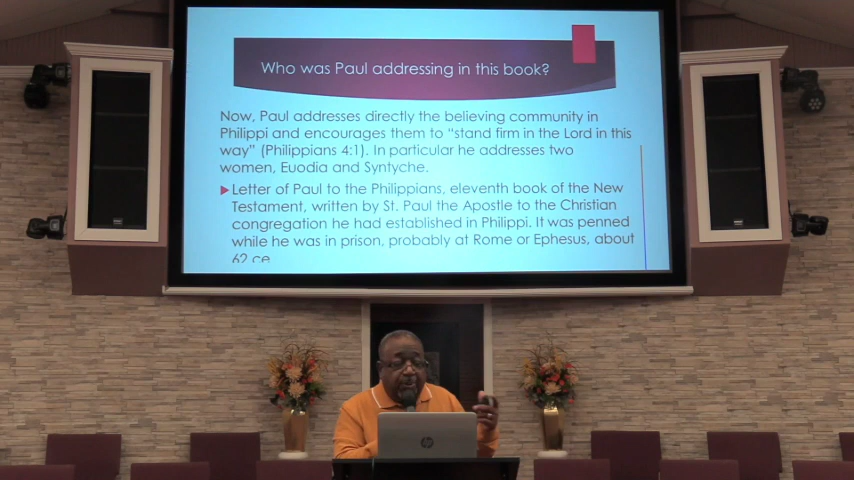 Who was Paul addressing in this book?
Now, Paul addresses directly the believing community in
Philippi and encourages them to "stand firm in the Lord in this
way" (Philippians 4:1). In particular he addresses two
women, Euodia and Syntyche.
Letter of Paul to the Philippians, eleventh book of the New
Testament, written by St. Paul the Apostle to the Christian
congregation he had established in Philippi. It was penned
while he was in prison, probably at Rome or Ephesus, about
62 ce
hp